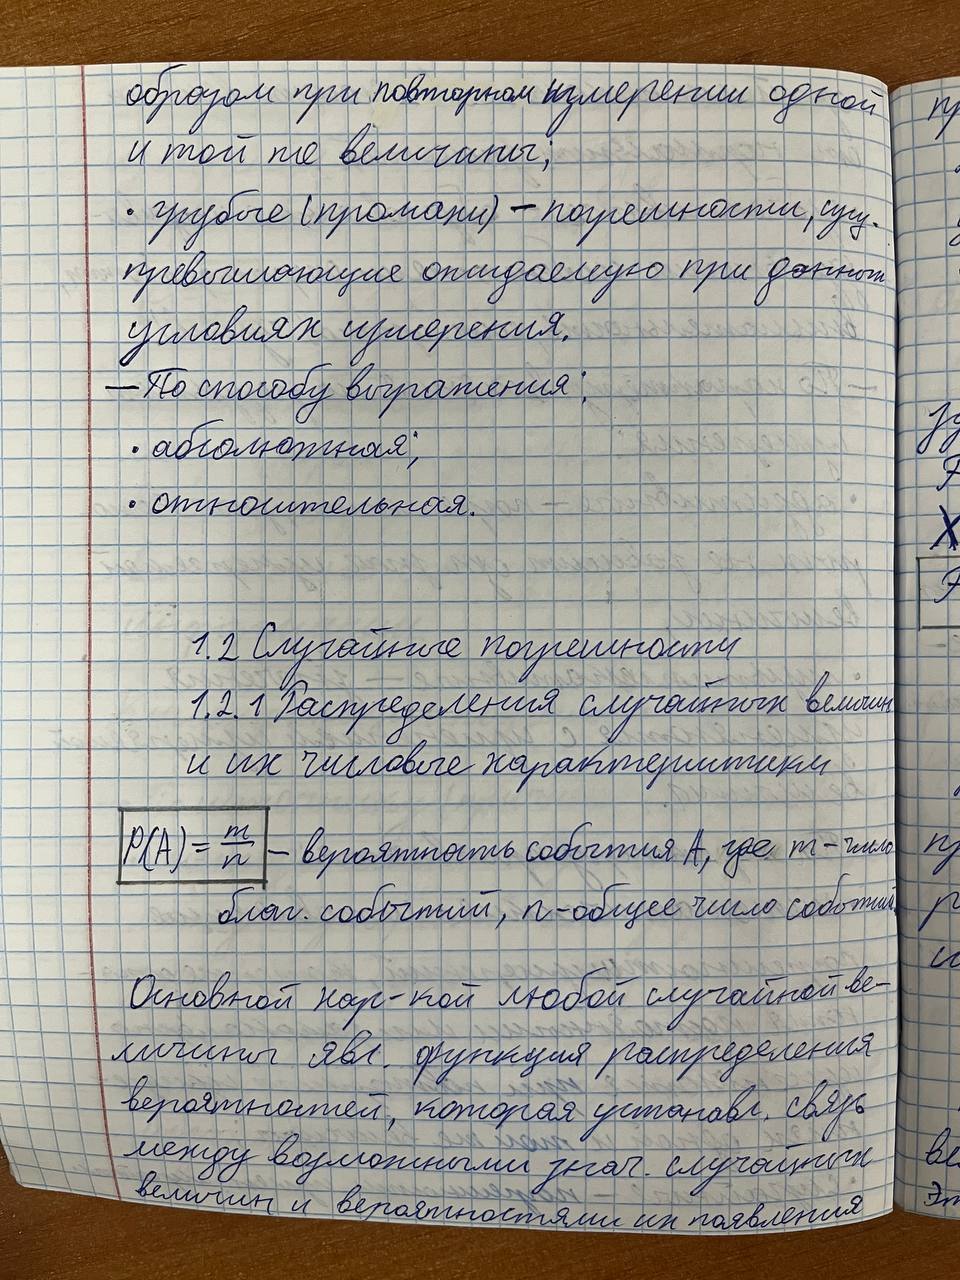 образом при повторном измерении одной
и той же величины;
• грубые (промахи) – погрешности, сущ.
превышающие ожидаемую при данных
условиях измерения.
– По способу выражения:
• абсолютная;
• относительная.
1.2 Случайные погрешности
1.2.1 Распределения случайных величин
и их числовые характеристики
P(A) = m/n – вероятность события A, где m – число
благ. событий, n – общее число событий.
Основной хар-кой любой случайной ве-
личины явл. функция распределения
вероятностей, которая устанавл. связь
между возможными знач. случайных
величин и вероятностями их появления